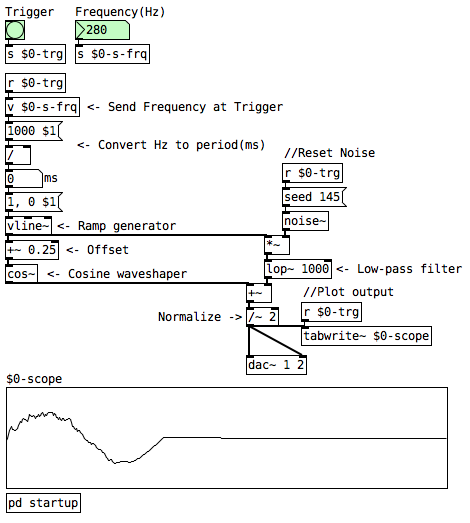 Trigger Frequency(Hz)
280
s $0-trg s $0-s-frq
r $0-trg
v $0-s-frq <- Send Frequency at Trigger
1000 $1
<- Convert Hz to period(ms)
/
//Reset Noise
0 ms
r $0-trg
1, 0 $1
seed 145
vline~ <- Ramp generator
noise~
+~ 0.25 <- Offset
*~
cos~ <- Cosine waveshaper
lop~ 1000 <- Low-pass filter
+~
//Plot output
Normalize -> /~ 2
r $0-trg
tabwrite~ $0-scope
dac~ 1 2
$0-scope
pd startup